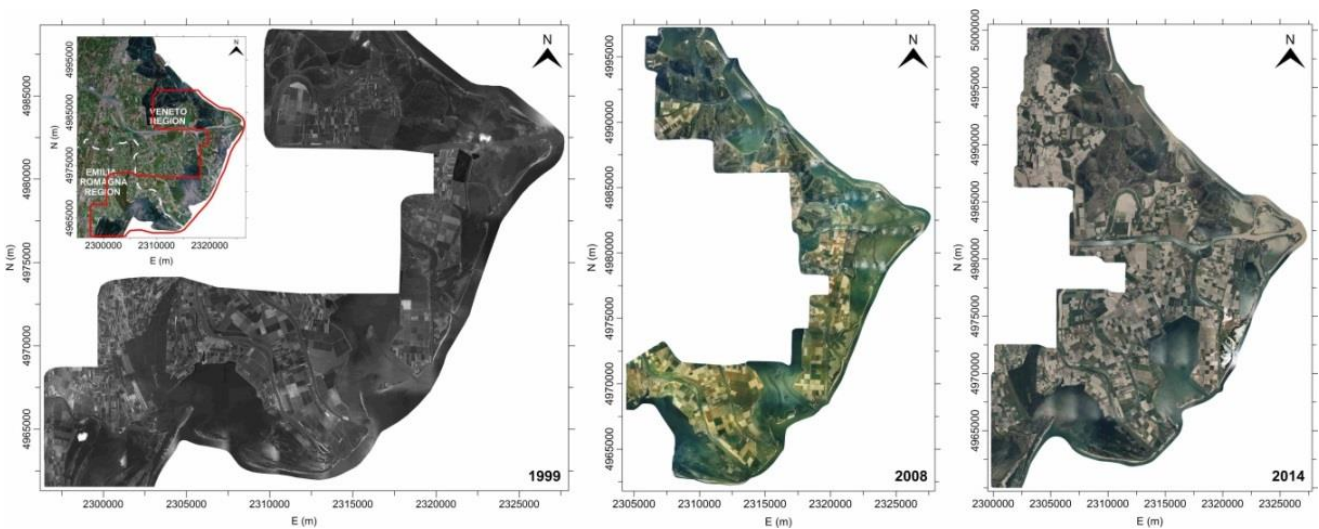 N
4995000
4985000
4975000
4965000
N (m)
VENETO
REGION
EMILIA
ROMAGNA
REGION
2300000 2310000 2320000
E (m)
N
4985000
4980000
4975000
4970000
4965000
N (m)
1999
2300000 2305000 2310000 2315000 2320000 2325000
E (m)
N
4995000
4990000
4985000
4980000
4975000
4970000
4965000
N (m)
2008
2305000 2310000 2315000 2320000 2325000
E (m)
N
5000000
4995000
4990000
4985000
4980000
4975000
4970000
4965000
N (m)
2014
2300000 2305000 2310000 2315000 2320000 2325000
E (m)